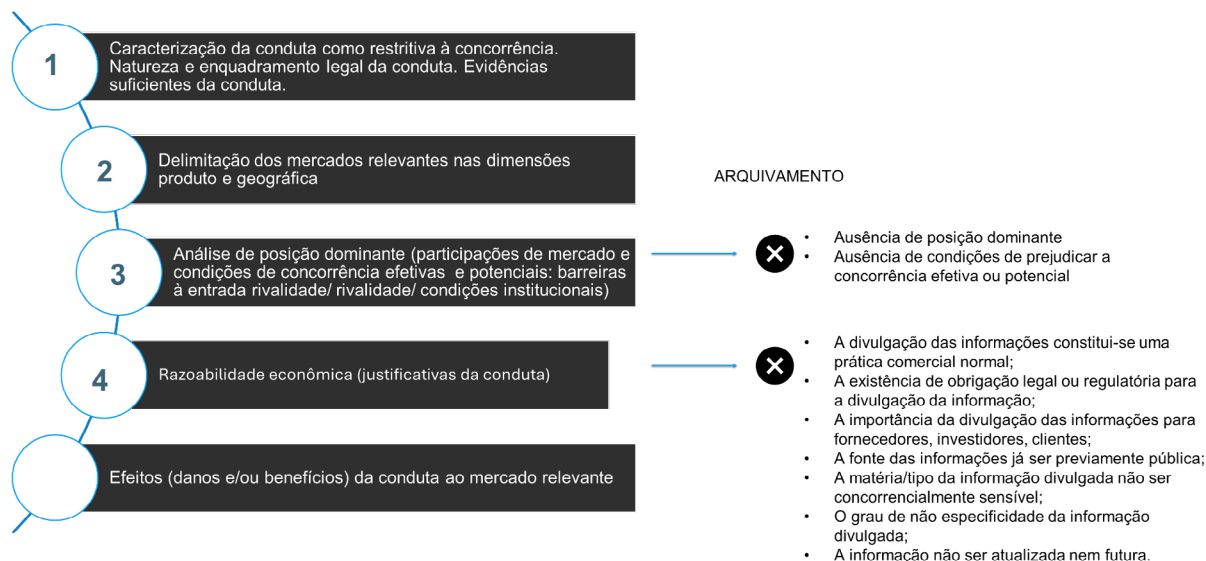 1
Caracterização da conduta como restritiva à concorrência.
Natureza e enquadramento legal da conduta. Evidências
suficientes da conduta.
2
Delimitação dos mercados relevantes nas dimensões
produto e geográfica
ARQUIVAMENTO
3
Análise de posição dominante (participações de mercado e
condições de concorrência efetivas e potenciais: barreiras
à entrada rivalidade/ rivalidade/ condições institucionais)
• Ausência de posição dominante
• Ausência de condições de prejudicar a
concorrência efetiva ou potencial
4
Razoabilidade econômica (justificativas da conduta)
• A divulgação das informações constitui-se uma
prática comercial normal;
• A existência de obrigação legal ou regulatória para
a divulgação da informação;
• A importância da divulgação das informações para
fornecedores, investidores, clientes;
• A fonte das informações já ser previamente pública;
• A matéria/tipo da informação divulgada não ser
concorrencialmente sensível;
• O grau de não especificidade da informação
divulgada;
• A informação não ser atualizada nem futura.
Efeitos (danos e/ou benefícios) da conduta ao mercado relevante